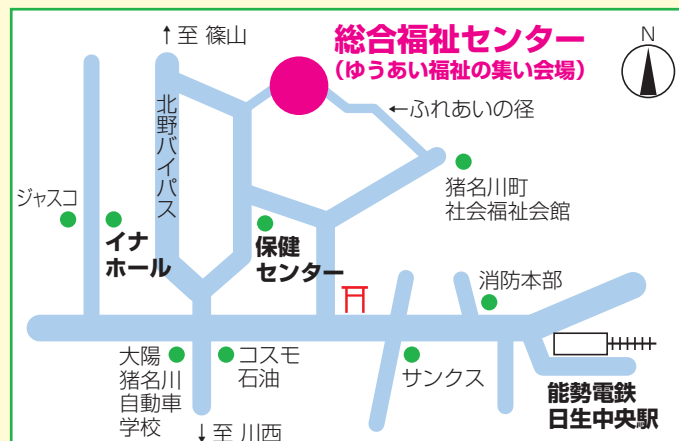 ↑至 篠山
総合福祉センター
(ゆうあい福祉の集い会場)
N
北野バイパス
←ふれあいの径
猪名川町
社会福祉会館
ジャスコ
イナ
ホール
保健
センター
消防本部
大陽
猪名川
自動車
学校
コスモ
石油
サンクス
能勢電鉄
日生中央駅
↓至 川西